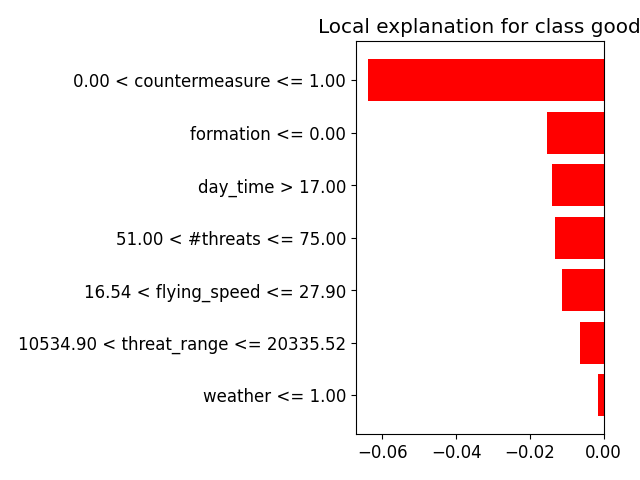 Local explanation for class good
0.00 < countermeasure <= 1.00
formation <= 0.00
day_time > 17.00
51.00 < #threats <= 75.00
16.54 < flying_speed <= 27.90
10534.90 < threat_range <= 20335.52
weather <= 1.00
−0.06 −0.04 −0.02 0.00